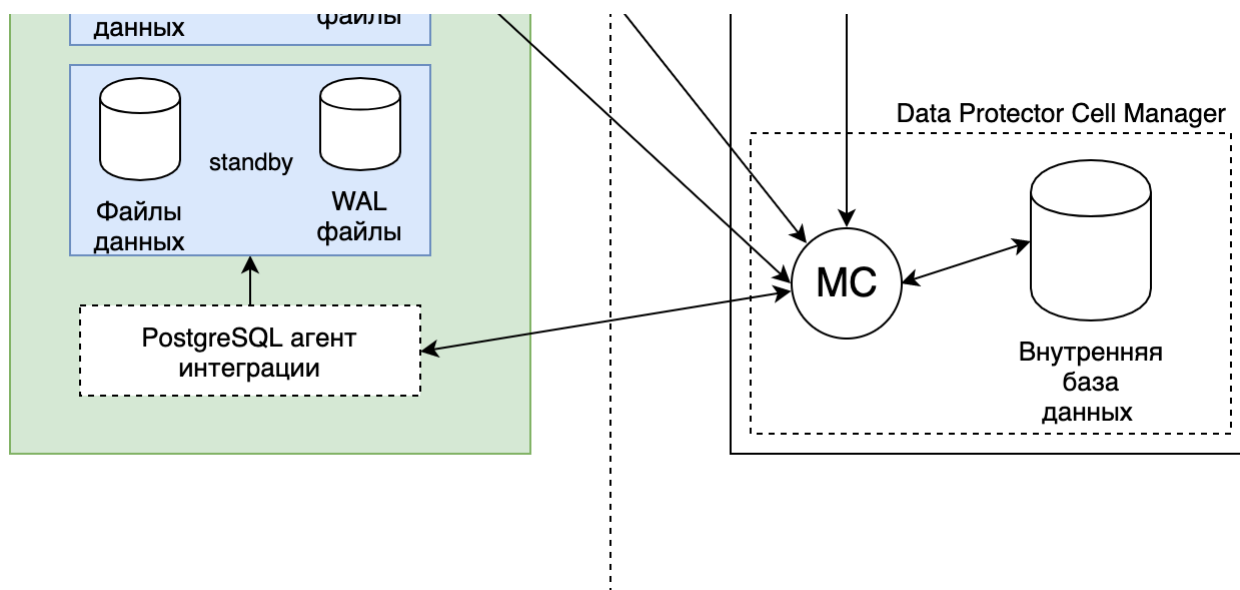 данных
файлы
Data Protector Cell Manager
standby
Файлы
данных
WAL
файлы
MC
PostgreSQL агент
интеграции
Внутренняя
база
данных